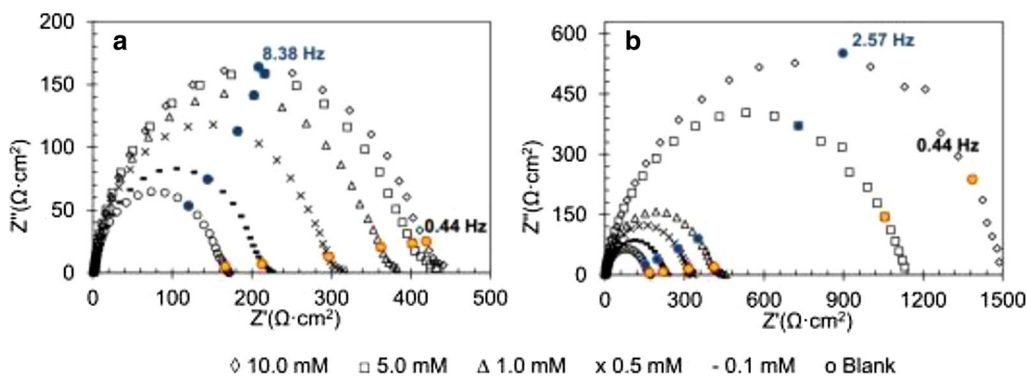 a
8.38 Hz
0.44 Hz
200
150
100
50
0
Z''(Ω·cm²)
0 100 200 300 400 500
Z'(Ω·cm²)
b
2.57 Hz
0.44 Hz
600
450
300
150
0
Z''(Ω·cm²)
0 300 600 900 1200 1500
Z'(Ω·cm²)
◊ 10.0 mM □ 5.0 mM Δ 1.0 mM x 0.5 mM - 0.1 mM o Blank